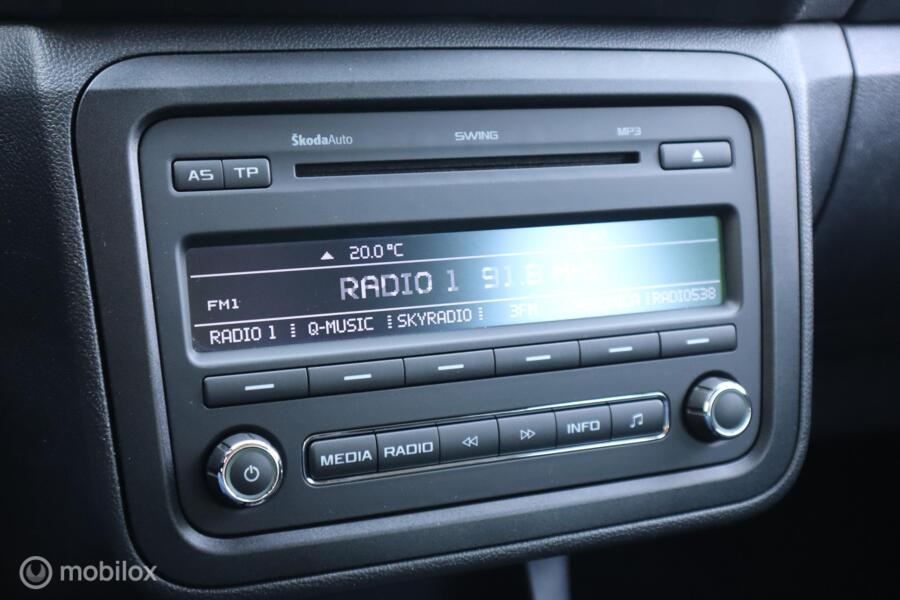 ŠkodaAuto SWING MP3
AS TP
20.0°C
RADIO 1
FM1
RADIO 1 Q-MUSIC SKYRADIO 3FM RADIO538
MEDIA RADIO INFO
mobilox